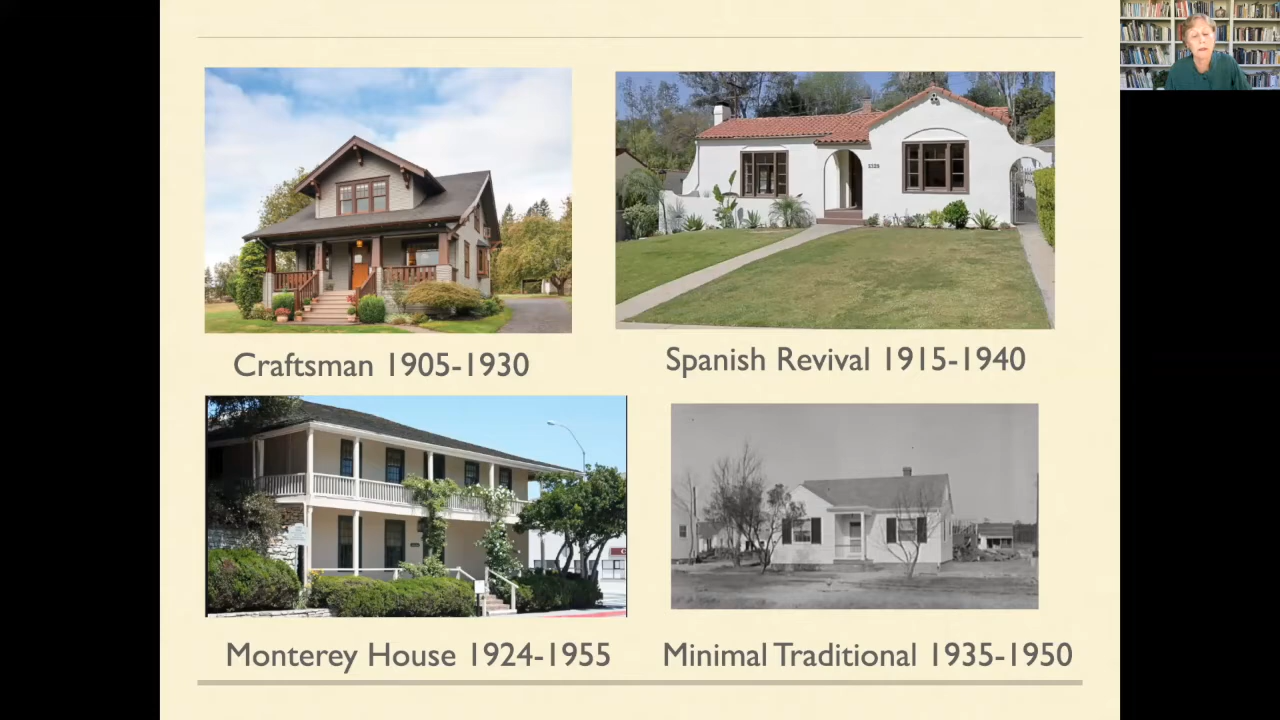 Craftsman 1905-1930
Spanish Revival 1915-1940
Monterey House 1924-1955
Minimal Traditional 1935-1950